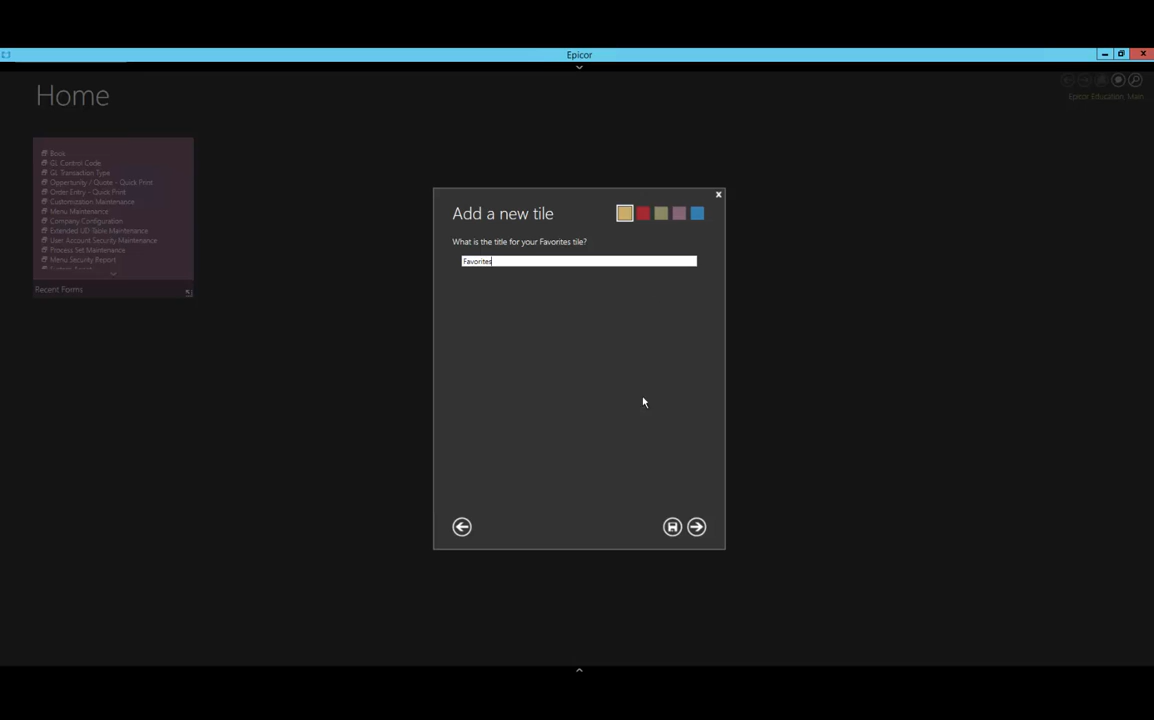 Epicor
Home
Epicor Education Main
Book
GL Control Code
GL Transaction Type
Opportunity / Quote - Quick Print
Order Entry - Quick Print
Customization Maintenance
Menu Maintenance
Company Configuration
Extended UD Table Maintenance
User Account Security Maintenance
Process Set Maintenance
Menu Security Report
Recent Forms
Add a new tile
What is the title for your Favorites tile?
Favorites